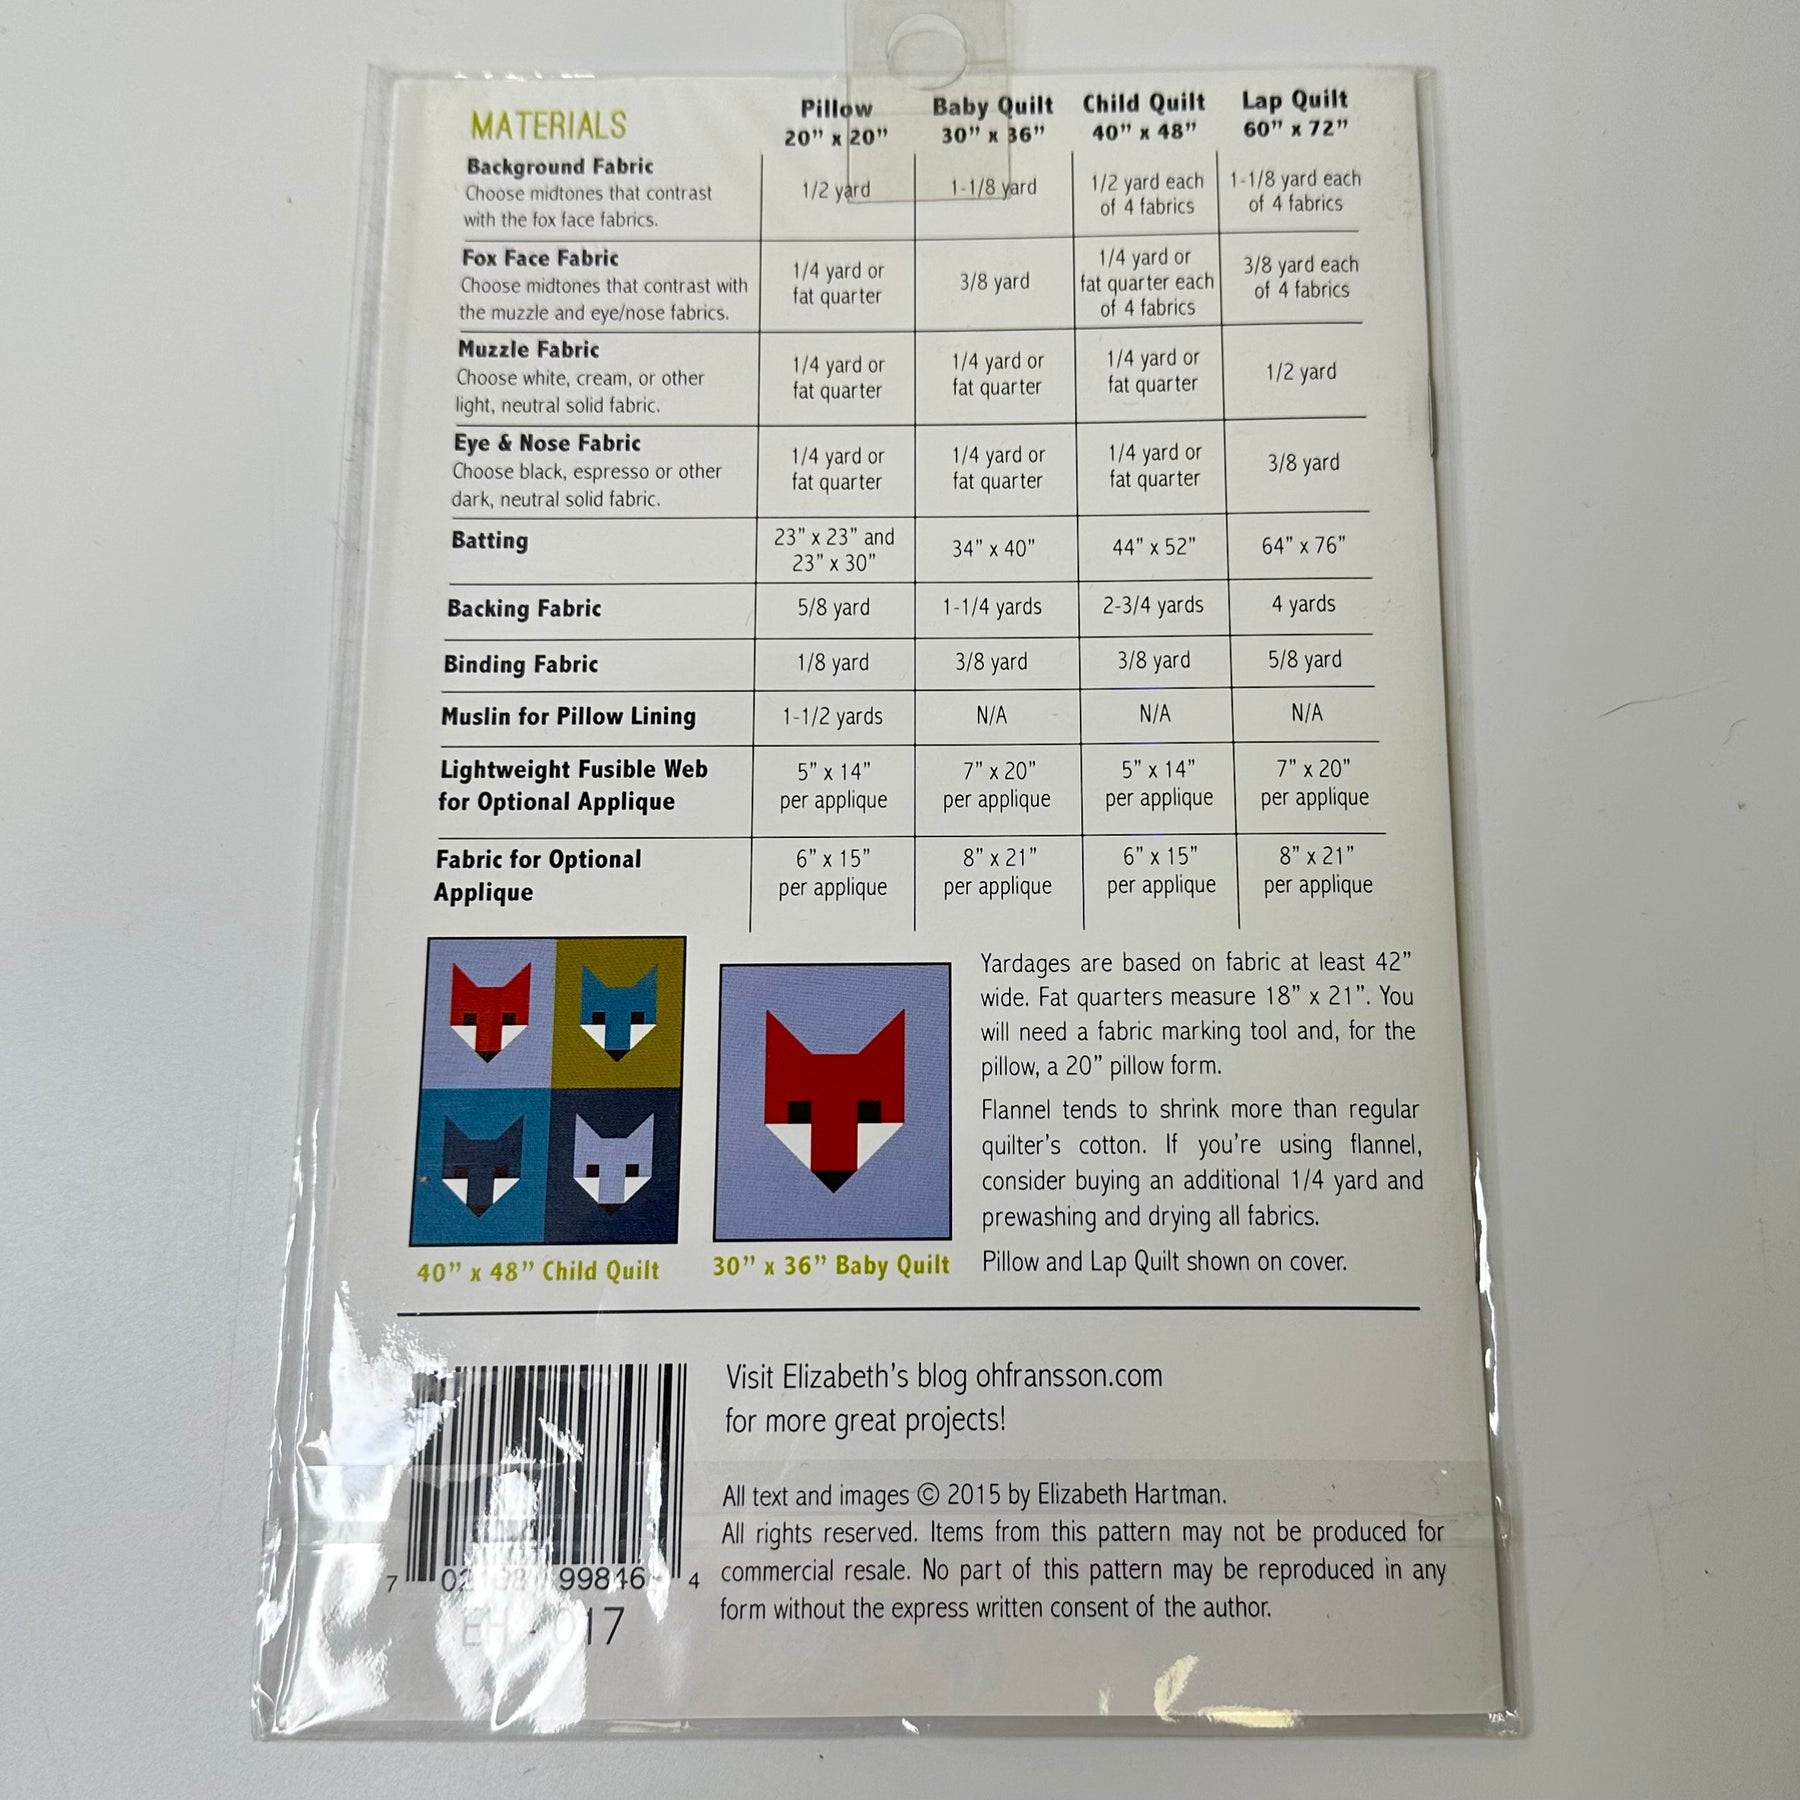 MATERIALS
Pillow
20” x 20”
Baby Quilt
30” x 36”
Child Quilt
40” x 48”
Lap Quilt
60” x 72”
Background Fabric
Choose midtones that contrast
with the fox face fabrics.
1/2 yard
1-1/8 yard
1/2 yard each
of 4 fabrics
1-1/8 yard each
of 4 fabrics
Fox Face Fabric
Choose midtones that contrast with
the muzzle and eye/nose fabrics.
1/4 yard or
fat quarter
3/8 yard
1/4 yard or
fat quarter each
of 4 fabrics
3/8 yard each
of 4 fabrics
Muzzle Fabric
Choose white, cream, or other
light, neutral solid fabric.
1/4 yard or
fat quarter
1/4 yard or
fat quarter
1/4 yard or
fat quarter
1/2 yard
Eye & Nose Fabric
Choose black, espresso or other
dark, neutral solid fabric.
1/4 yard or
fat quarter
1/4 yard or
fat quarter
1/4 yard or
fat quarter
3/8 yard
Batting
23” x 23” and
23” x 30”
34” x 40”
44” x 52”
64” x 76”
Backing Fabric
5/8 yard
1-1/4 yards
2-3/4 yards
4 yards
Binding Fabric
1/8 yard
3/8 yard
3/8 yard
5/8 yard
Muslin for Pillow Lining
1-1/2 yards
N/A
N/A
N/A
Lightweight Fusible Web
for Optional Applique
5” x 14”
per applique
7” x 20”
per applique
5” x 14”
per applique
7” x 20”
per applique
Fabric for Optional
Applique
6” x 15”
per applique
8” x 21”
per applique
6” x 15”
per applique
8” x 21”
per applique
40” x 48” Child Quilt
30” x 36” Baby Quilt
Yardages are based on fabric at least 42”
wide. Fat quarters measure 18” x 21”. You
will need a fabric marking tool and, for the
pillow, a 20” pillow form.
Flannel tends to shrink more than regular
quilter’s cotton. If you’re using flannel,
consider buying an additional 1/4 yard and
prewashing and drying all fabrics.
Pillow and Lap Quilt shown on cover.
Visit Elizabeth’s blog ohfransson.com
for more great projects!
All text and images © 2015 by Elizabeth Hartman.
All rights reserved. Items from this pattern may not be produced for
commercial resale. No part of this pattern may be reproduced in any
form without the express written consent of the author.
7 99846 4